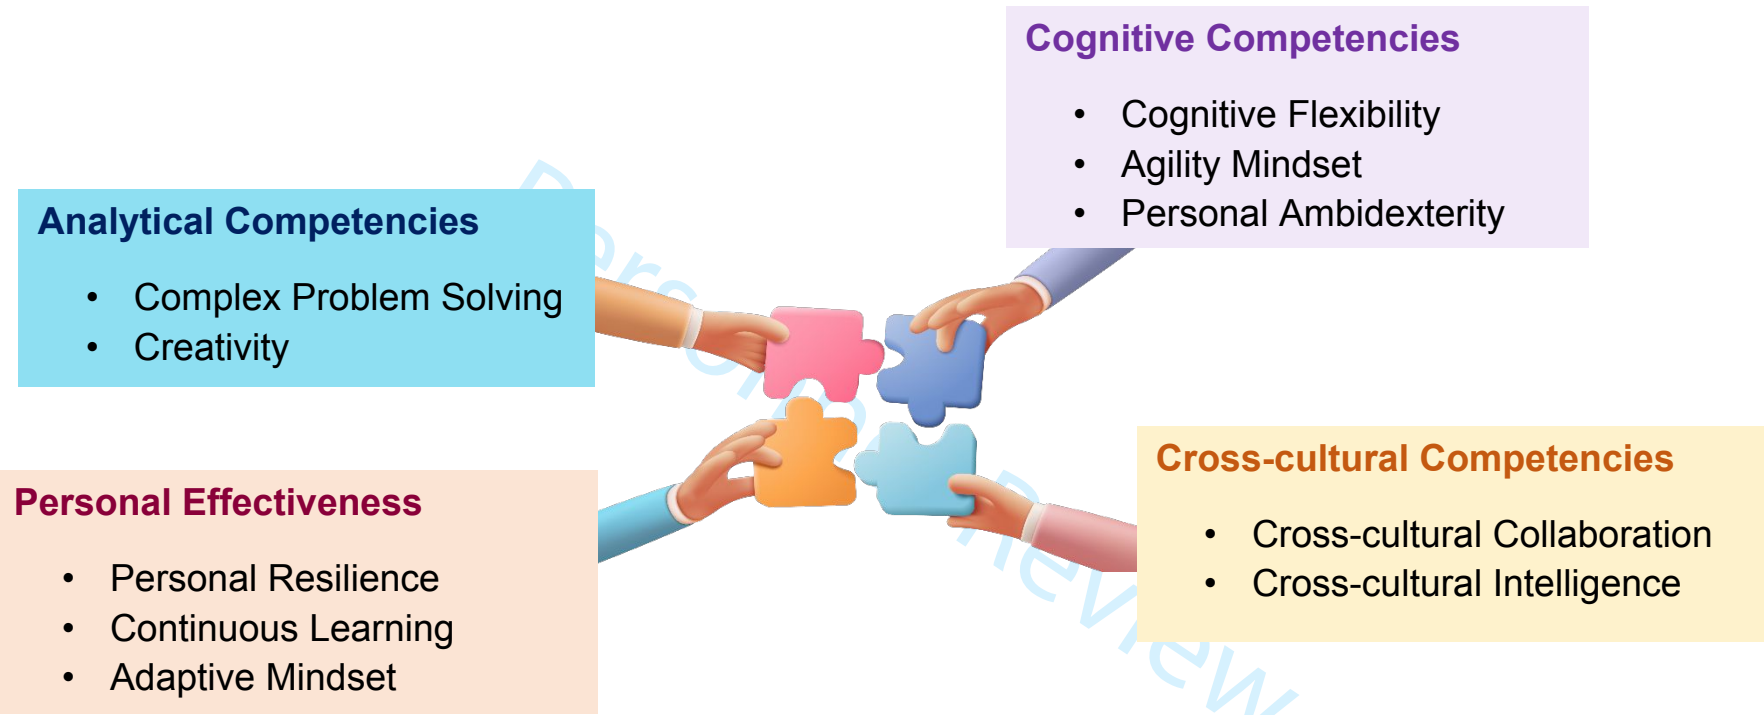 Cognitive Competencies
• Cognitive Flexibility
• Agility Mindset
• Personal Ambidexterity
Analytical Competencies
• Complex Problem Solving
• Creativity
Personal Effectiveness
• Personal Resilience
• Continuous Learning
• Adaptive Mindset
Cross-cultural Competencies
• Cross-cultural Collaboration
• Cross-cultural Intelligence
Review